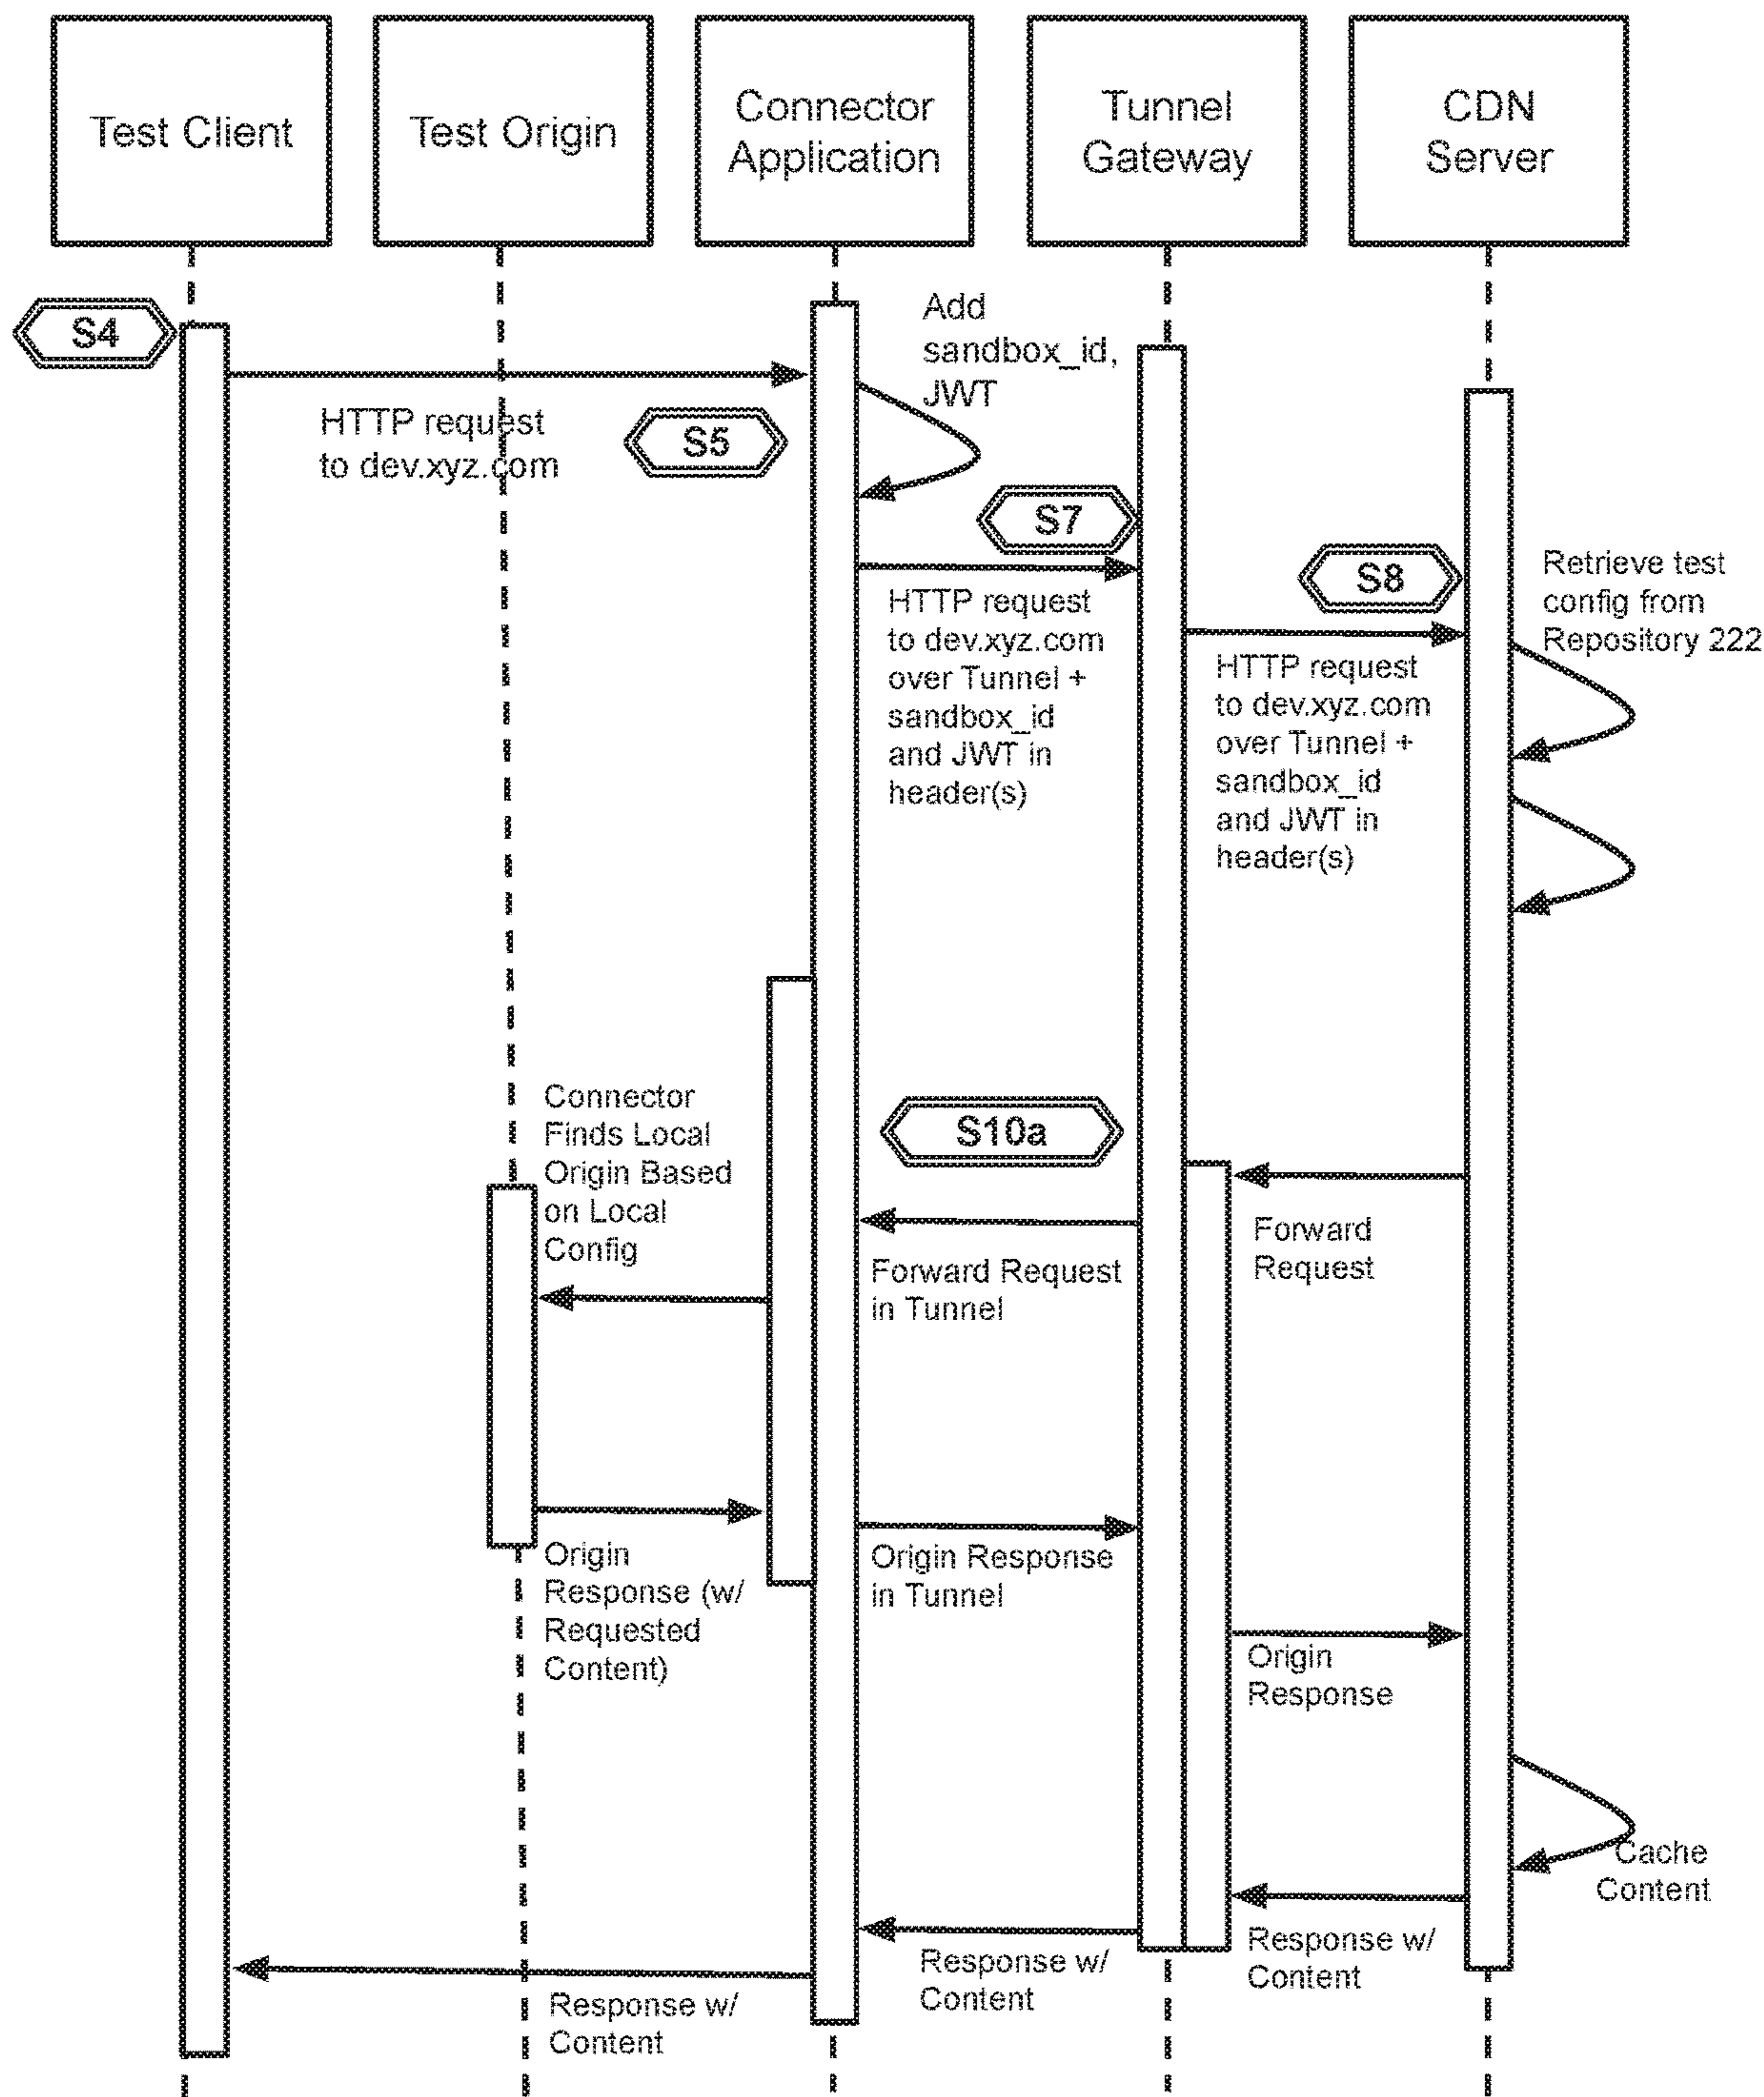 Test Client
Test Origin
Connector
Application
Tunnel
Gateway
CDN
Server
S4
HTTP request
to dev.xyz.com
S5
Add
sandbox_id,
JWT
S7
HTTP request
to dev.xyz.com
over Tunnel +
sandbox_id
and JWT in
header(s)
S8
HTTP request
to dev.xyz.com
over Tunnel +
sandbox_id
and JWT in
header(s)
Retrieve test
config from
Repository 222
S10a
Forward
Request
Forward Request
in Tunnel
Connector
Finds Local
Origin Based
on Local
Config
Origin
Response (w/
Requested
Content)
Origin Response
in Tunnel
Origin
Response
Cache
Content
Response w/
Content
Response w/
Content
Response w/
Content